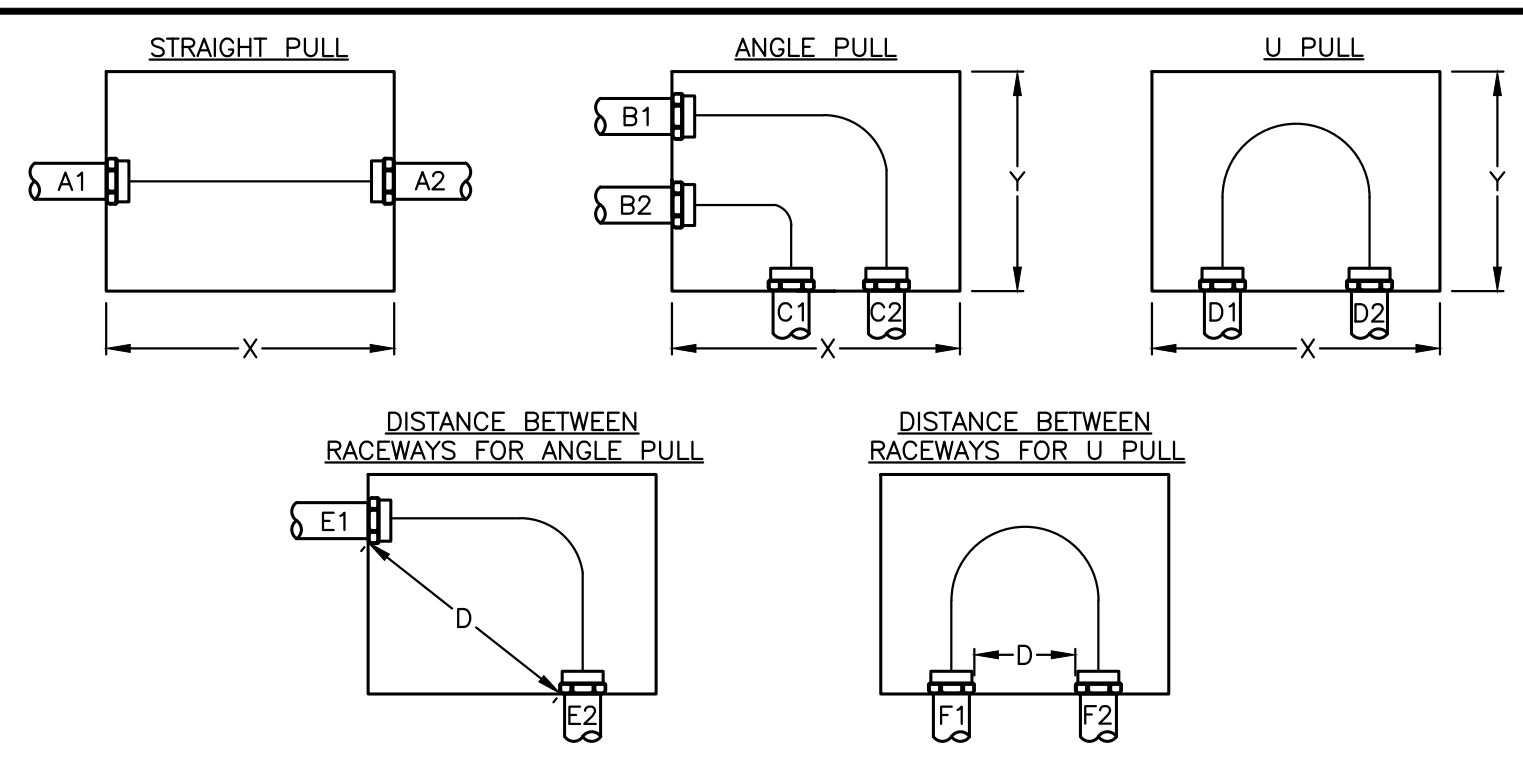 STRAIGHT PULL
A1
A2
X
ANGLE PULL
B1
B2
C1
C2
X
Y
U PULL
D1
D2
X
Y
DISTANCE BETWEEN
RACEWAYS FOR ANGLE PULL
E1
D
E2
DISTANCE BETWEEN
RACEWAYS FOR U PULL
D
F1
F2